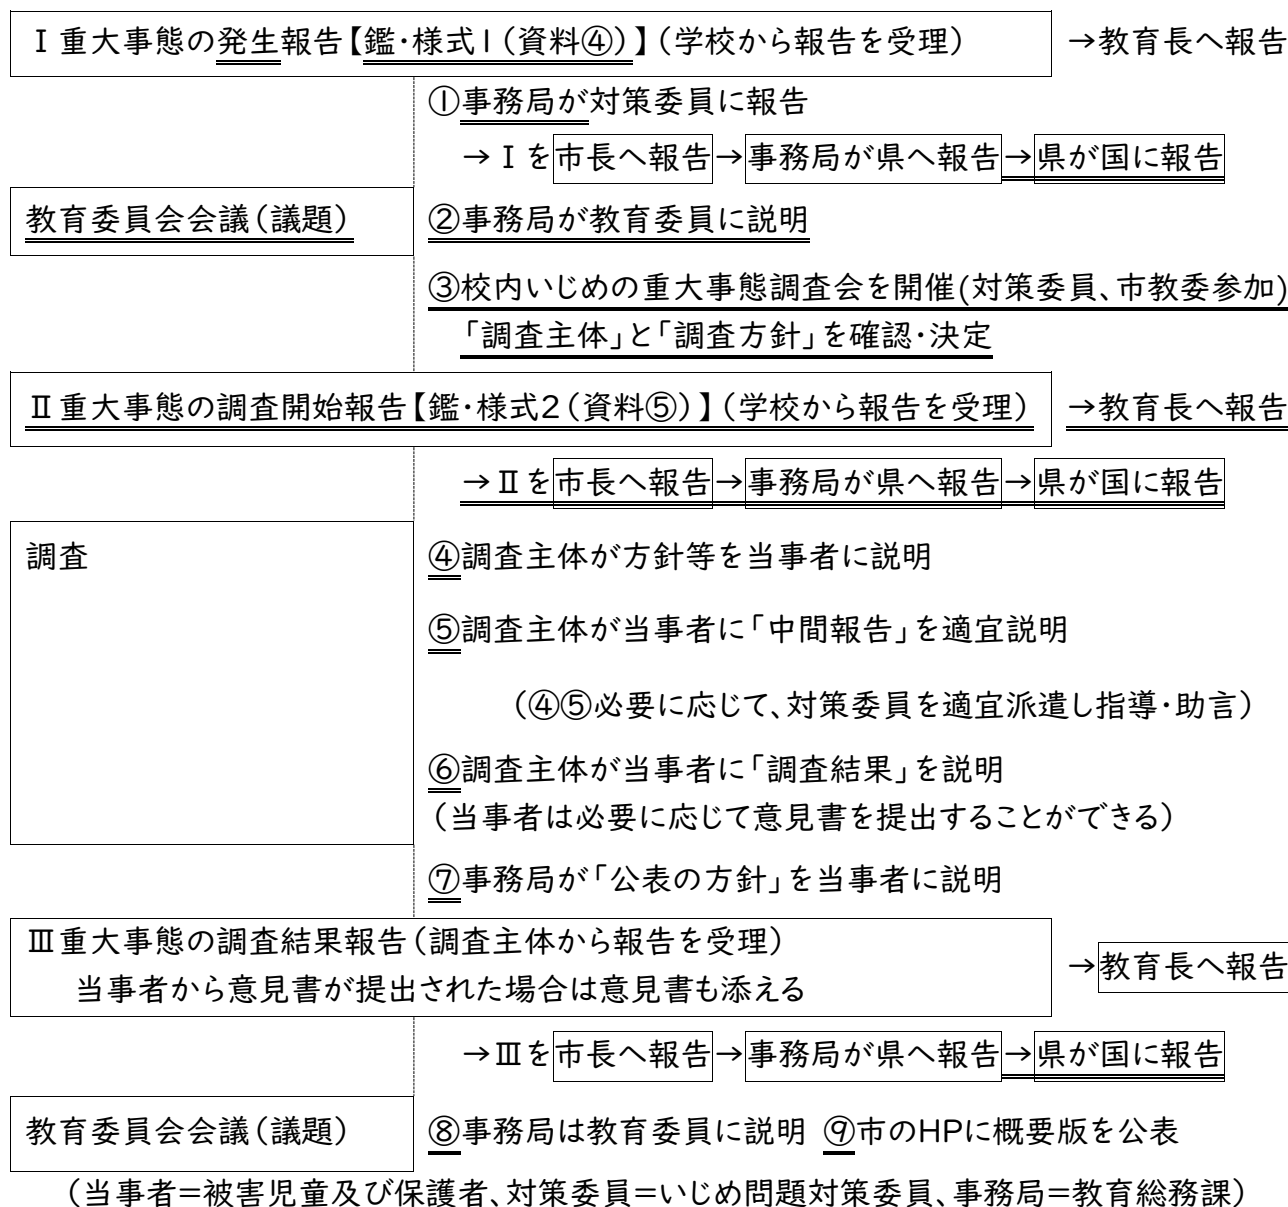 Ⅰ重大事態の発生報告【鑑・様式1(資料④)】(学校から報告を受理) →教育長へ報告
①事務局が対策委員に報告
→Ⅰを市長へ報告→事務局が県へ報告→県が国に報告
教育委員会会議(議題) ②事務局が教育委員に説明
③校内いじめの重大事態調査会を開催(対策委員、市教委参加)
「調査主体」と「調査方針」を確認・決定
Ⅱ重大事態の調査開始報告【鑑・様式2(資料⑤)】(学校から報告を受理) →教育長へ報告
→Ⅱを市長へ報告→事務局が県へ報告→県が国に報告
調査 ④調査主体が方針等を当事者に説明
⑤調査主体が当事者に「中間報告」を適宜説明
(④⑤必要に応じて、対策委員を適宜派遣し指導・助言)
⑥調査主体が当事者に「調査結果」を説明
(当事者は必要に応じて意見書を提出することができる)
⑦事務局が「公表の方針」を当事者に説明
Ⅲ重大事態の調査結果報告(調査主体から報告を受理)
当事者から意見書が提出された場合は意見書も添える →教育長へ報告
→Ⅲを市長へ報告→事務局が県へ報告→県が国に報告
教育委員会会議(議題) ⑧事務局は教育委員に説明 ⑨市のHPに概要版を公表
(当事者=被害児童及び保護者、対策委員=いじめ問題対策委員、事務局=教育総務課)